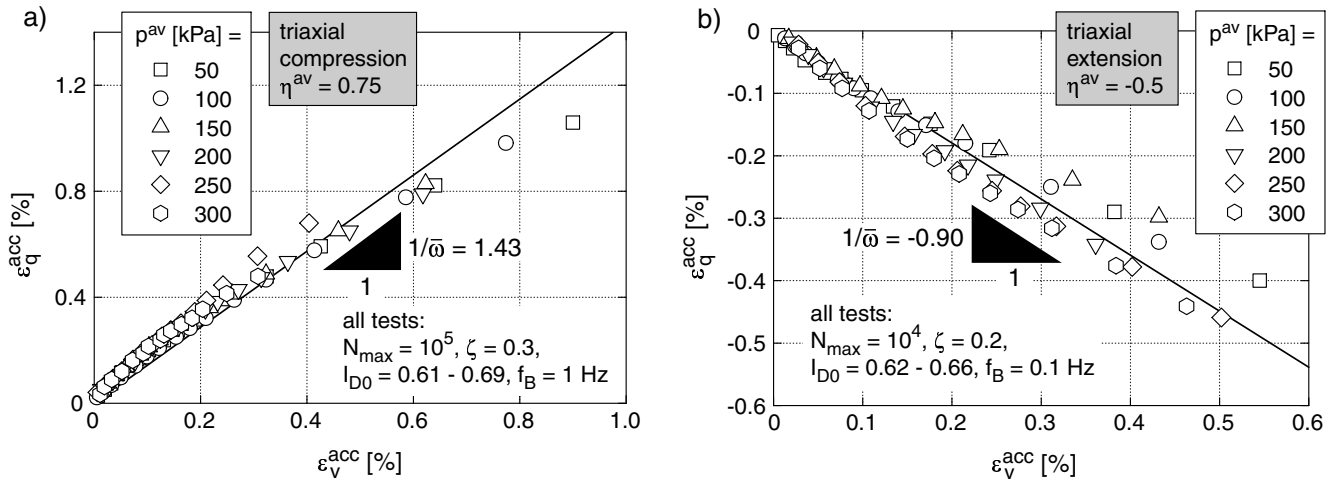 a)
p^av [kPa] =
50
100
150
200
250
300
triaxial
compression
η^av = 0.75
1.2
0.8
0.4
0
ε_q^acc [%]
1/ω̅ = 1.43
1
all tests:
N_max = 10^5, ζ = 0.3,
I_D0 = 0.61 - 0.69, f_B = 1 Hz
0 0.2 0.4 0.6 0.8 1.0
ε_v^acc [%]
b)
triaxial
extension
η^av = -0.5
p^av [kPa] =
50
100
150
200
250
300
0
-0.1
-0.2
-0.3
-0.4
-0.5
-0.6
ε_q^acc [%]
1/ω̅ = -0.90
1
all tests:
N_max = 10^4, ζ = 0.2,
I_D0 = 0.62 - 0.66, f_B = 0.1 Hz
0 0.1 0.2 0.3 0.4 0.5 0.6
ε_v^acc [%]